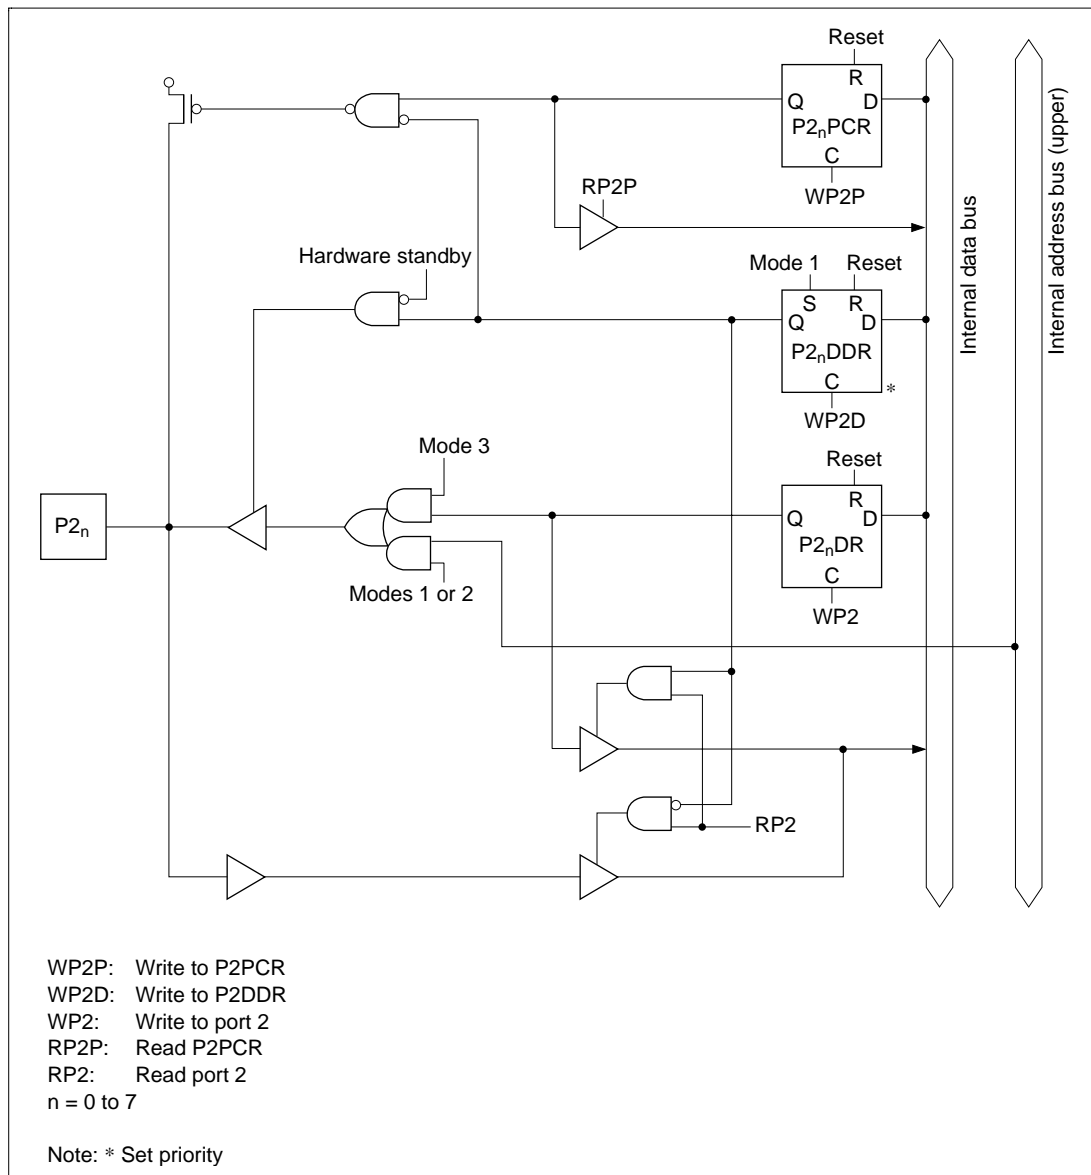 Reset
R
Q
D
P2nPCR
C
WP2P
RP2P
Hardware standby
Mode 1
Reset
S
R
Q
D
P2nDDR
C
*
WP2D
Mode 3
Reset
R
Q
D
P2nDR
C
WP2
P2n
Modes 1 or 2
RP2
Internal data bus
Internal address bus (upper)
WP2P: Write to P2PCR
WP2D: Write to P2DDR
WP2: Write to port 2
RP2P: Read P2PCR
RP2: Read port 2
n = 0 to 7
Note: * Set priority